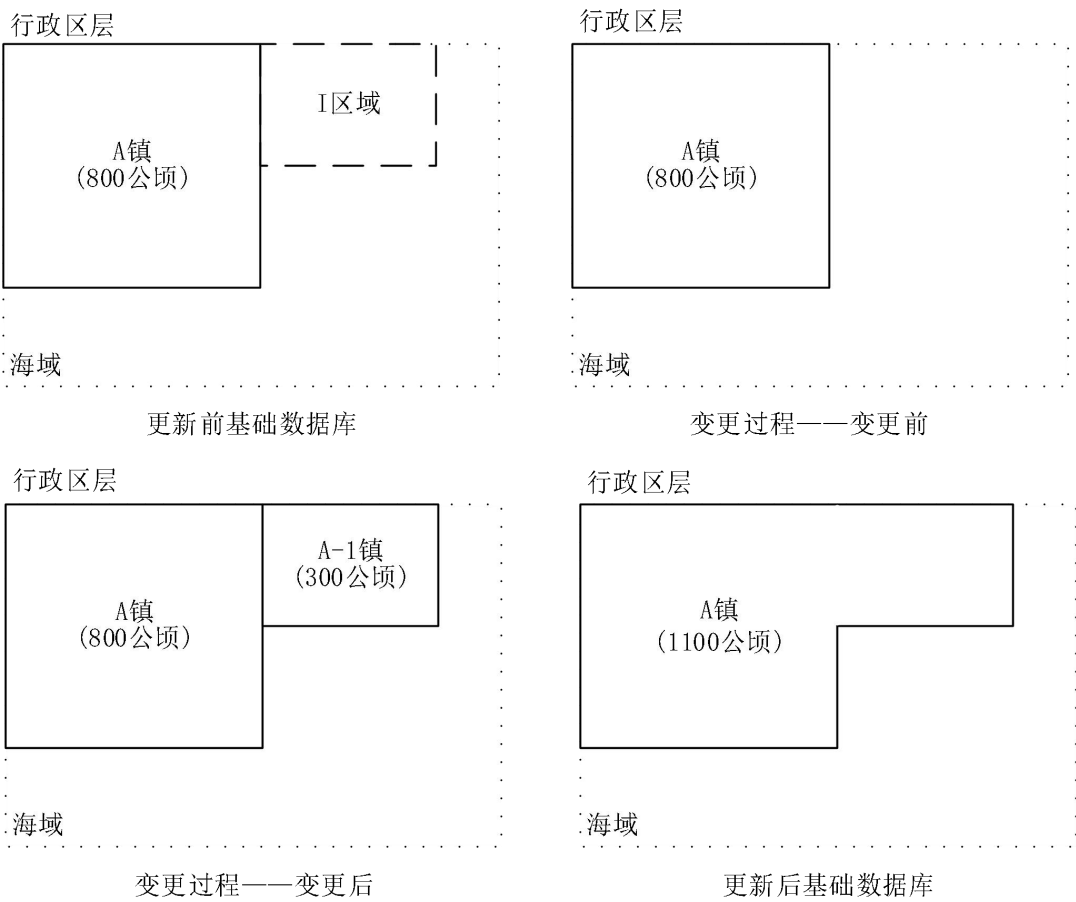 行政区层
I区域
A镇
(800公顷)
海域
更新前基础数据库
行政区层
A镇
(800公顷)
海域
变更过程——变更前
行政区层
A-1镇
(300公顷)
A镇
(800公顷)
海域
变更过程——变更后
行政区层
A镇
(1100公顷)
海域
更新后基础数据库